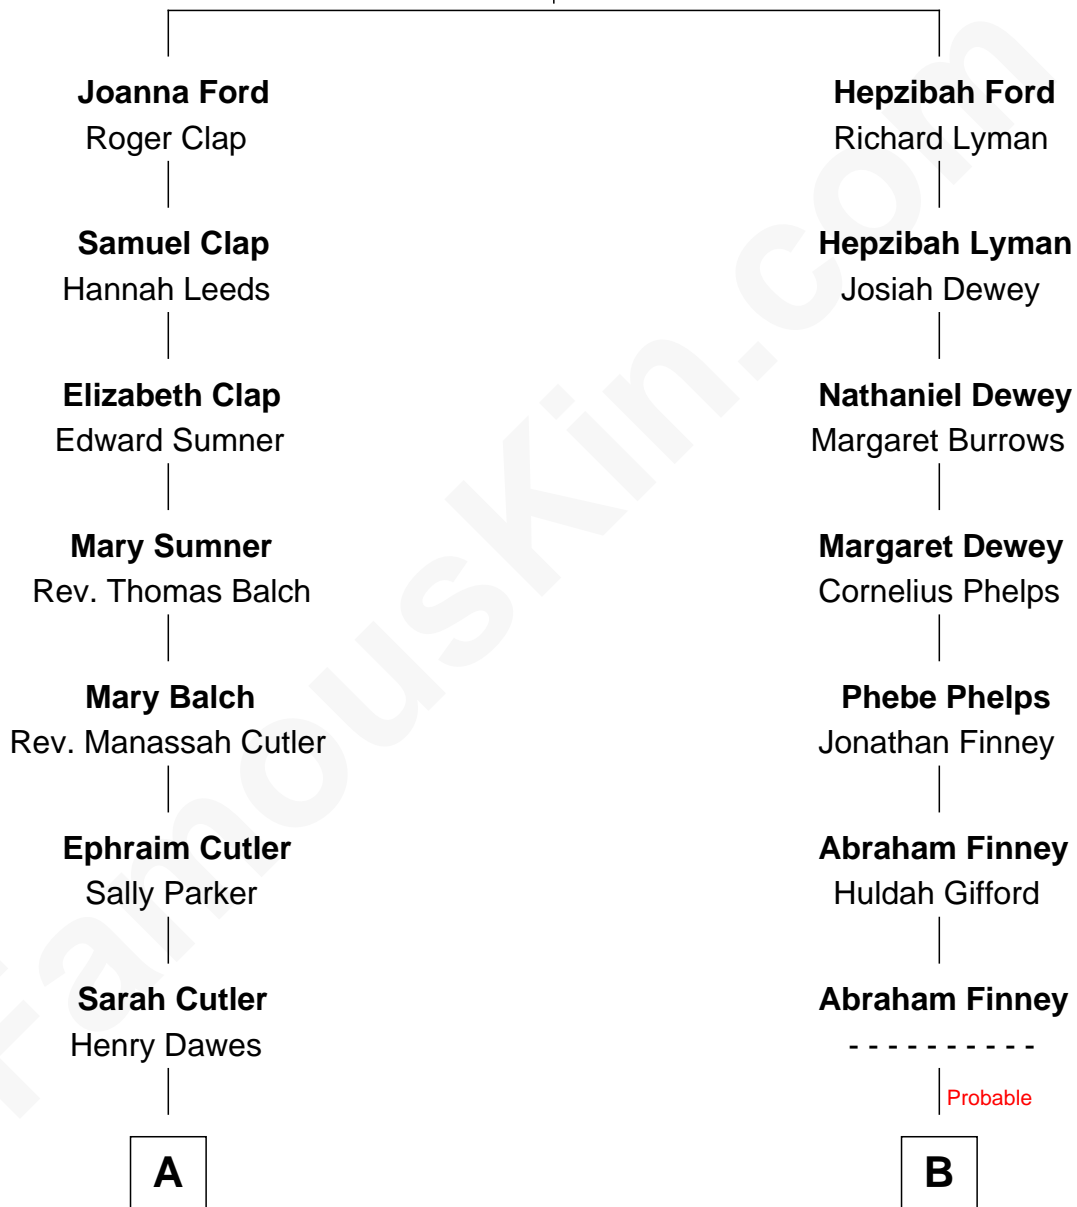 Joanna Ford
Roger Clap
Hepzibah Ford
Richard Lyman
Samuel Clap
Hannah Leeds
Hepzibah Lyman
Josiah Dewey
Elizabeth Clap
Edward Sumner
Nathaniel Dewey
Margaret Burrows
Mary Sumner
Rev. Thomas Balch
Margaret Dewey
Cornelius Phelps
Mary Balch
Rev. Manassah Cutler
Phebe Phelps
Jonathan Finney
Ephraim Cutler
Sally Parker
Abraham Finney
Huldah Gifford
Sarah Cutler
Henry Dawes
Abraham Finney
- - - - - - - - - -
Probable
A
B
FamousKin.com